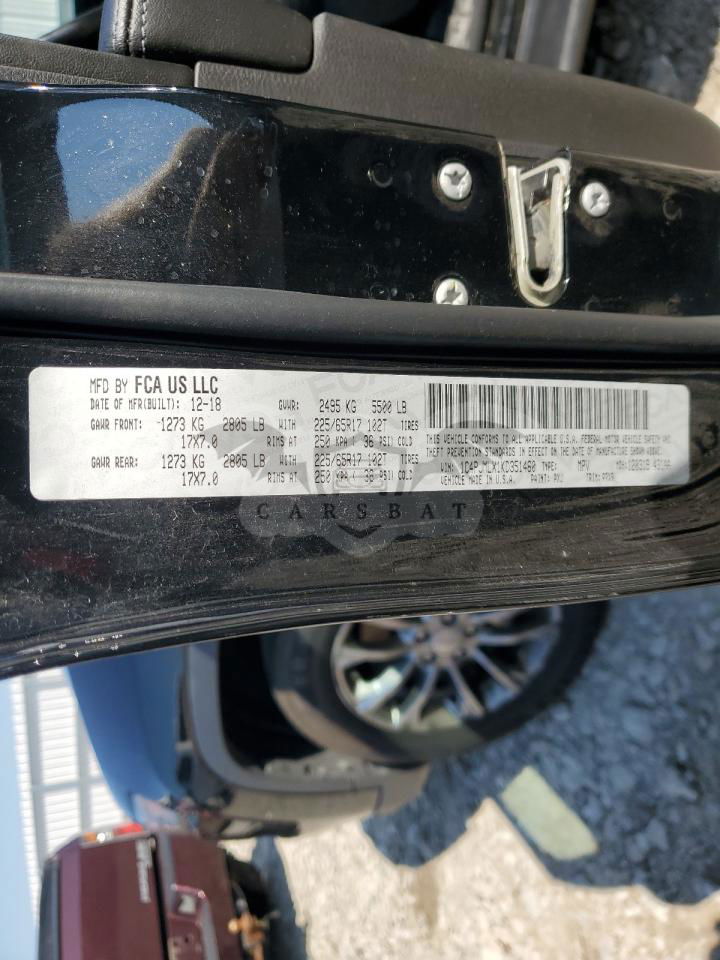 MFD BY FCA US LLC
DATE OF MFR(BUILT): 12-18 GVWR: 2495 KG 5500 LB
GAWR FRONT: 1273 KG 2805 LB WITH 225/65R17 102T TIRES
17X7.0 RIMS AT 250 KPA ( 36 PSI) COLD
GAWR REAR: 1273 KG 2805 LB WITH 225/65R17 102T TIRES
17X7.0 RIMS AT 250 KPA ( 36 PSI) COLD
THIS VEHICLE CONFORMS TO ALL APPLICABLE U.S.A. FEDERAL MOTOR VEHICLE SAFETY AND
THEFT PREVENTION STANDARDS IN EFFECT ON THE DATE OF MANUFACTURE SHOWN ABOVE:
VIN: TYPE: MPV
VEHICLE MADE IN U.S.A. PAINT: PXJ TRIM:
CARSBAT